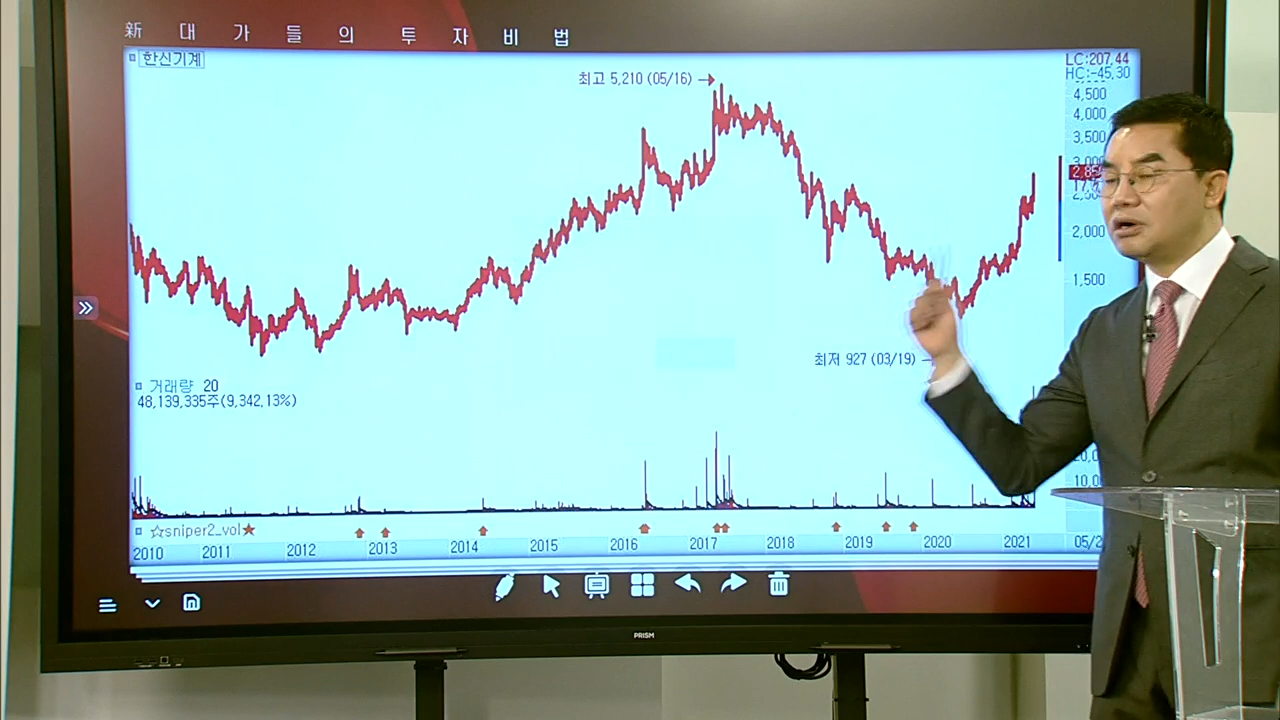 新 대 가 들 의 투 자 비 법
한신기계
LC:207.44
HC:-45.30
최고 5,210 (05/16)
4,500
4,000
3,500
3,000
2,000
1,500
최저 927 (03/19)
거래량 20
48,139,335주(9,342,13%)
☆sniper2_vol★
2010 2011 2012 2013 2014 2015 2016 2017 2018 2019 2020 2021
PRISM